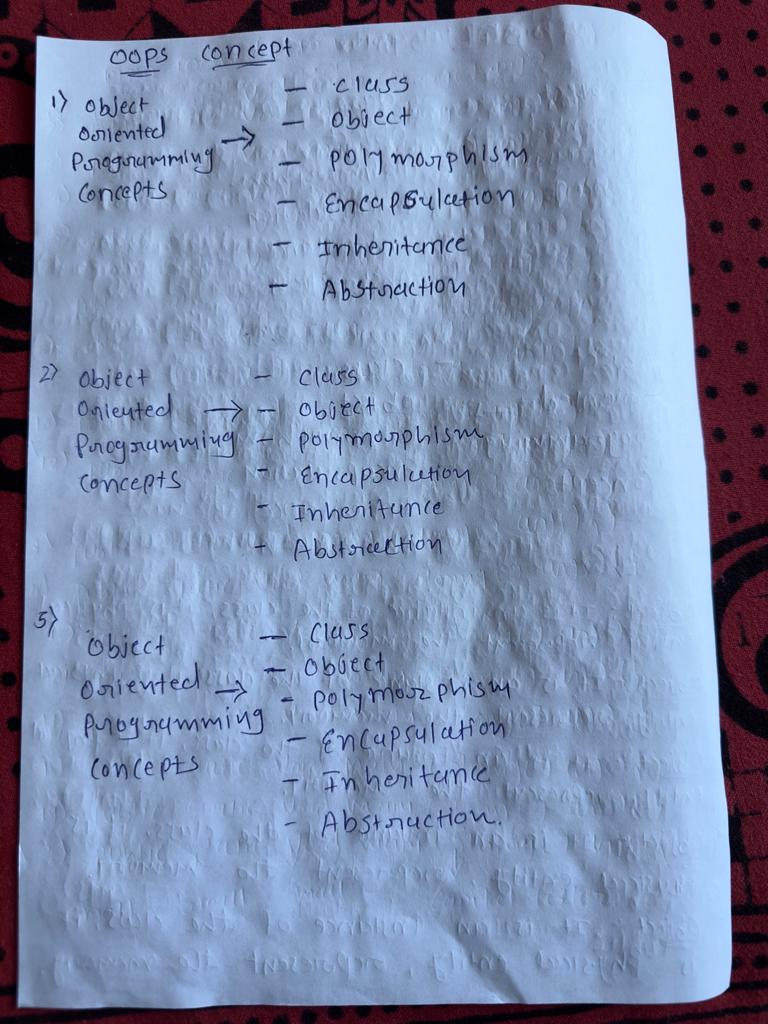 OOPS Concept
1) Object
Oriented
Programming
Concepts
→
- class
- Object
- Polymorphism
- Encapsulation
- Inheritance
- Abstraction
2) Object
Oriented
Programming
Concepts
→
- Class
- Object
- Polymorphism
- Encapsulation
- Inheritance
- Abstraction
3)
Object
Oriented
Programming
Concepts
→
- Class
- Object
- Polymorphism
- Encapsulation
- Inheritance
- Abstraction.